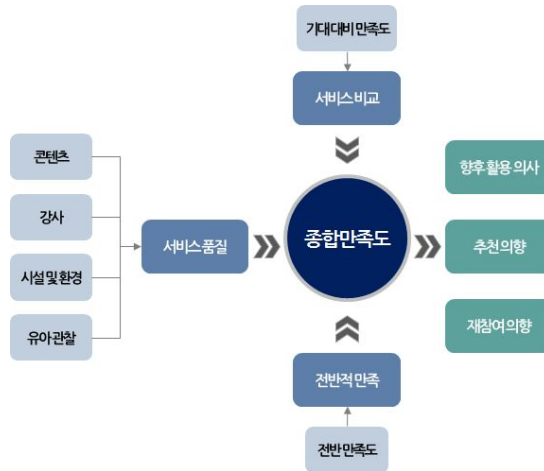 기대 대비 만족도
서비스 비교
콘텐츠
강사
시설 및 환경
유아 관찰
서비스 품질
종합만족도
향후 활용 의사
추천 의향
재참여 의향
전반적 만족
전반 만족도